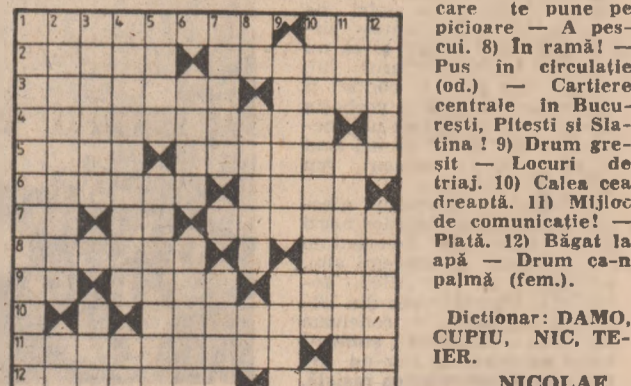 1 2 3 4 5 6 7 8 9 10 11 12
2
3
4
5
6
7
8
9
10
11
12
care te pune pe
picioare — A pes-
cui. 8) În ramă! —
Pus în circulație
(od.) — Cartiere
centrale în Bucu-
rești, Pitești și Sla-
tina ! 9) Drum gre-
șit — Locuri de
triaj. 10) Calea cea
dreaptă. 11) Mijloc
de comunicație! —
Plată. 12) Băgat la
apă — Drum ca-n
palmă (fem.).
Dictionar: DAMO,
CUPIU, NIC, TE-
IER.
NICOLAE